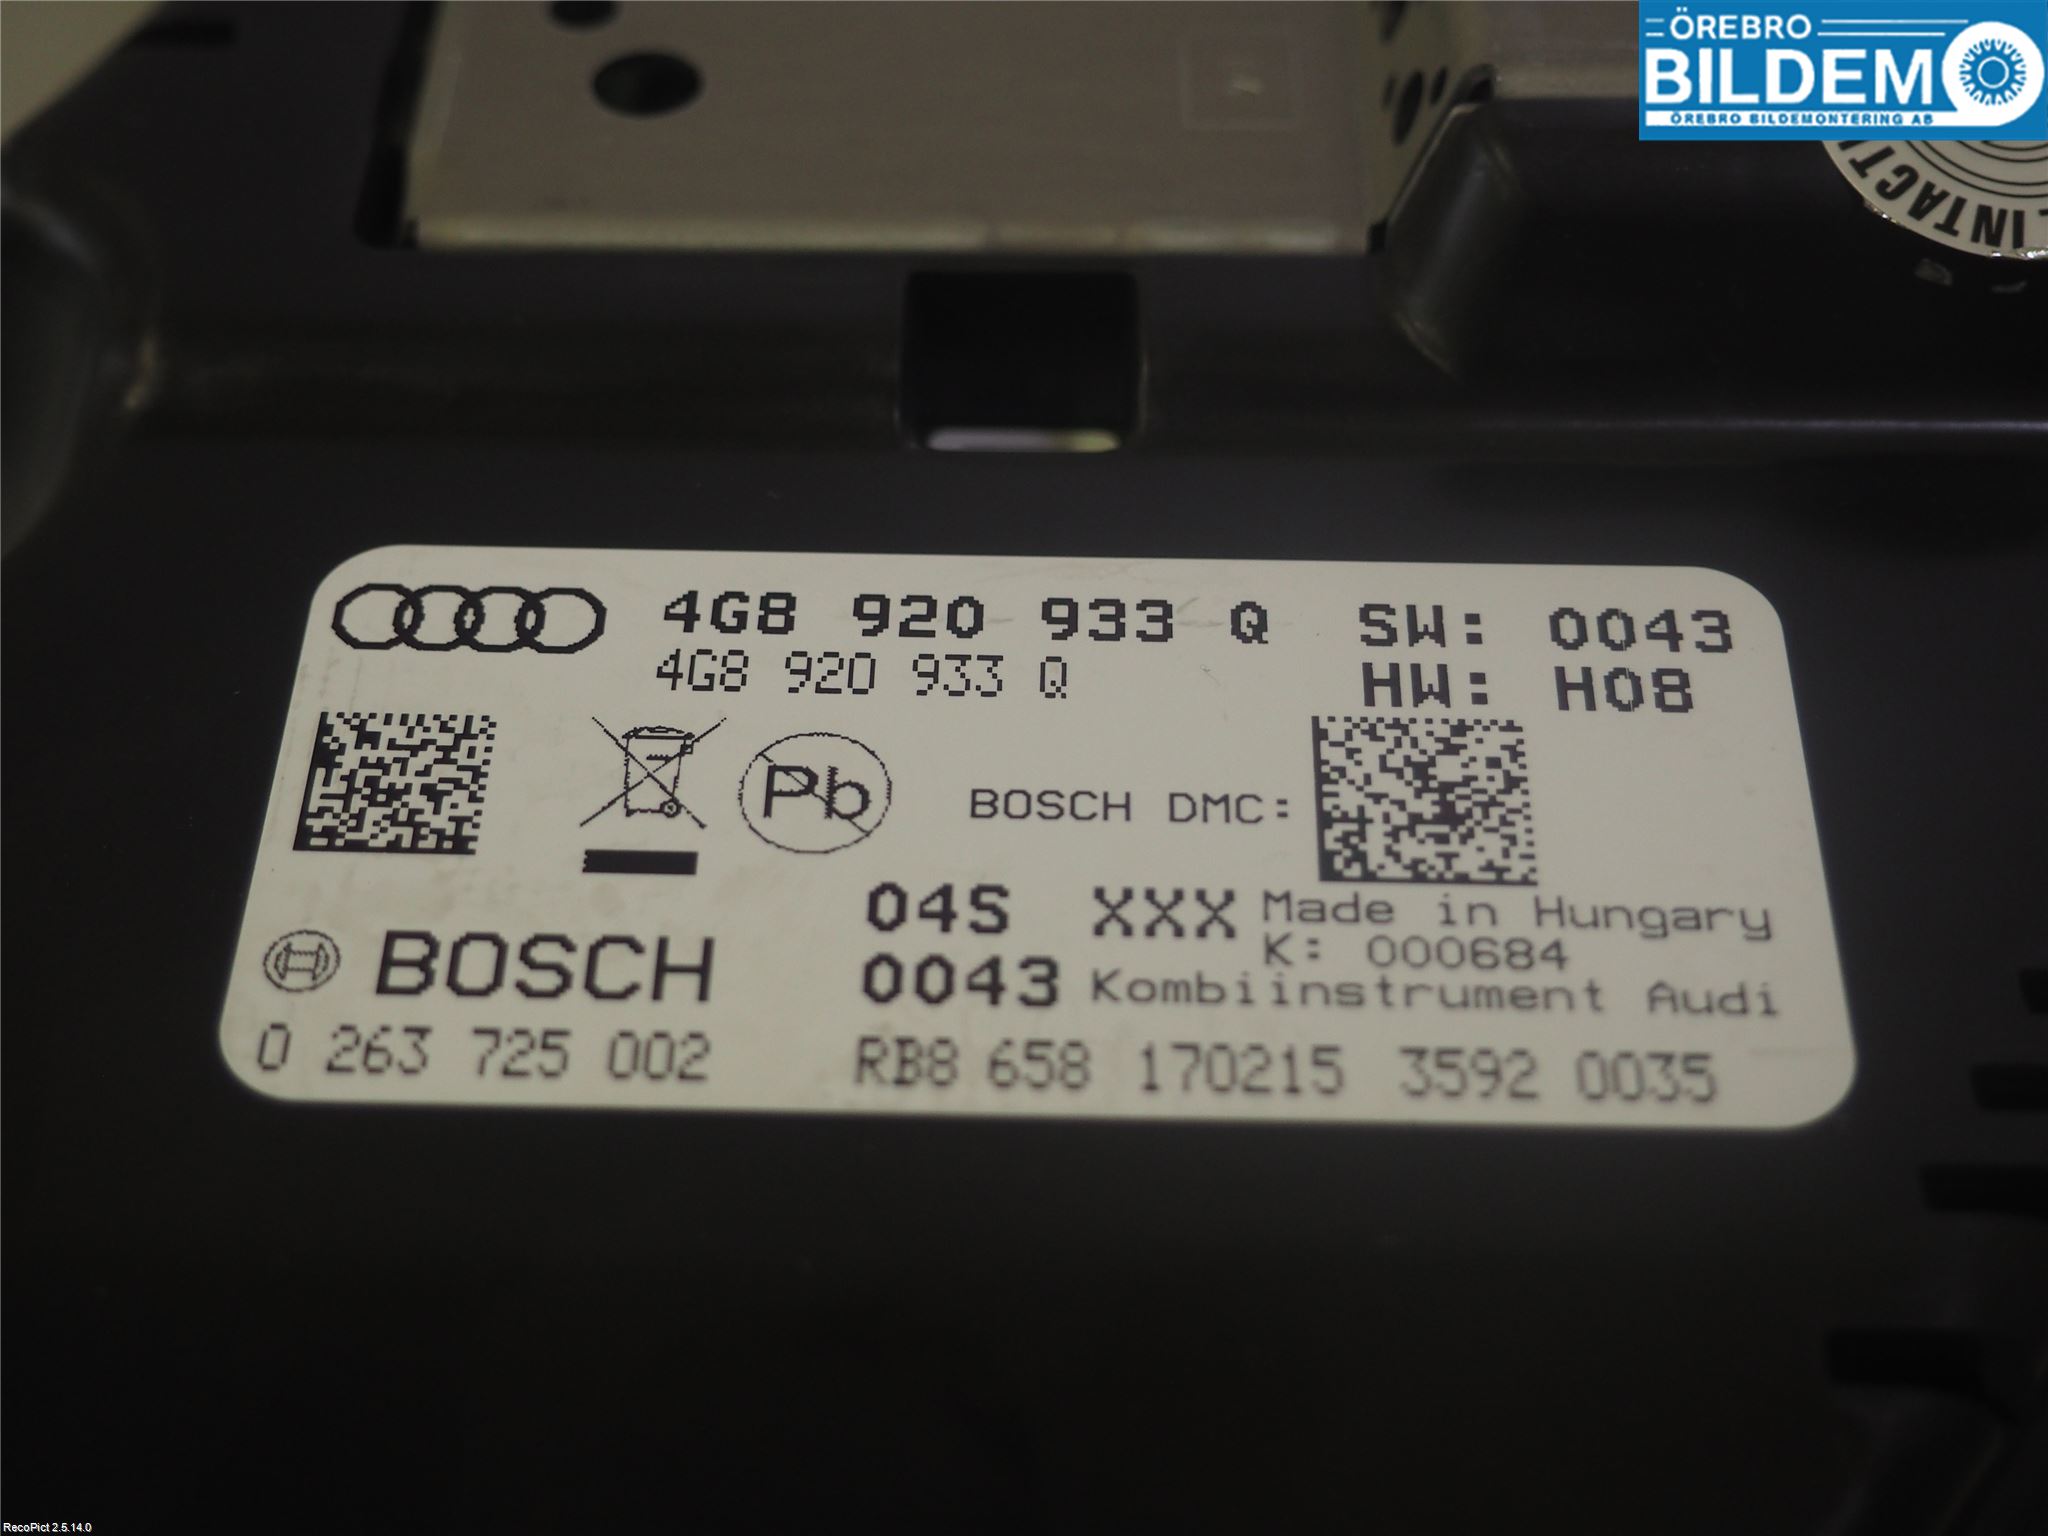 ÖREBRO
BILDEM
ÖREBRO BILDEMONTERING AB
INTACT
4G8 920 933 Q SW: 0043
4G8 920 933 Q HW: H08
Pb
BOSCH DMC:
04S XXX Made in Hungary
K: 000684
BOSCH 0043 Kombiinstrument Audi
0 263 725 002 RB8 658 170215 3592 0035
RecoPict 2.5.14.0